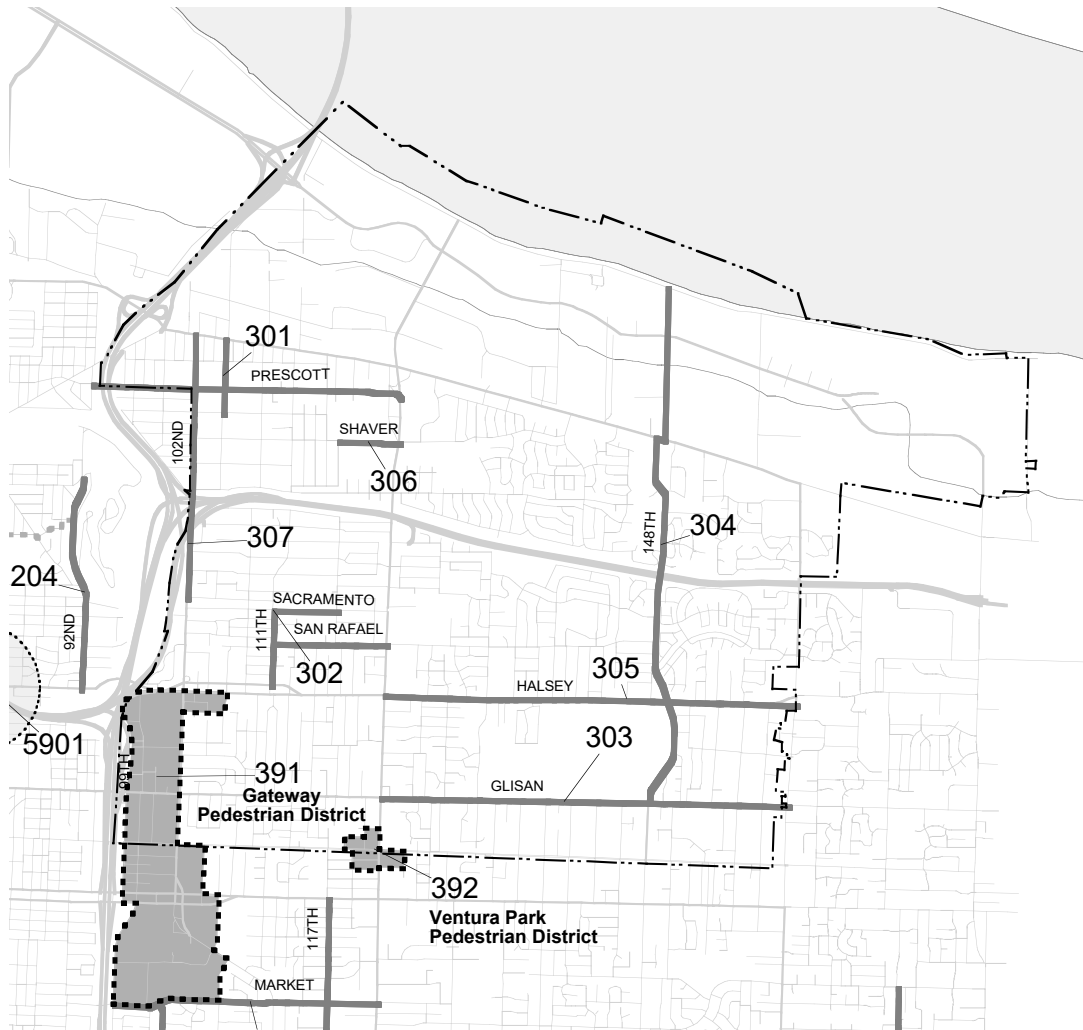 301
PRESCOTT
102ND
SHAVER
306
148TH
304
307
204
92ND
SACRAMENTO
111TH
SAN RAFAEL
302
305
HALSEY
5901
303
99TH
391
Gateway
Pedestrian District
GLISAN
392
Ventura Park
Pedestrian District
117TH
MARKET